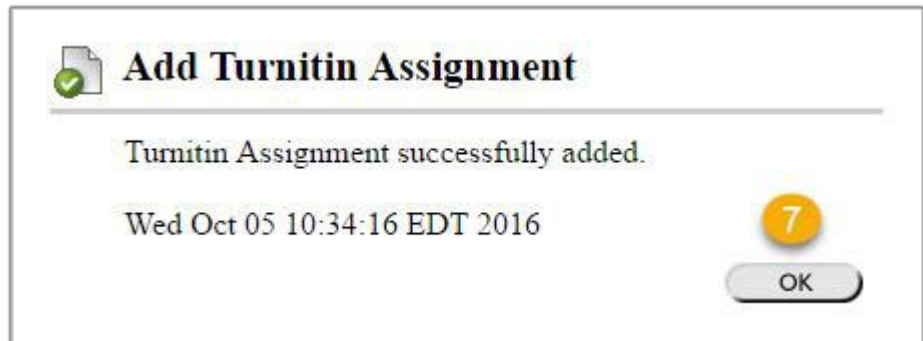 Add Turnitin Assignment
Turnitin Assignment successfully added.
Wed Oct 05 10:34:16 EDT 2016
7
OK